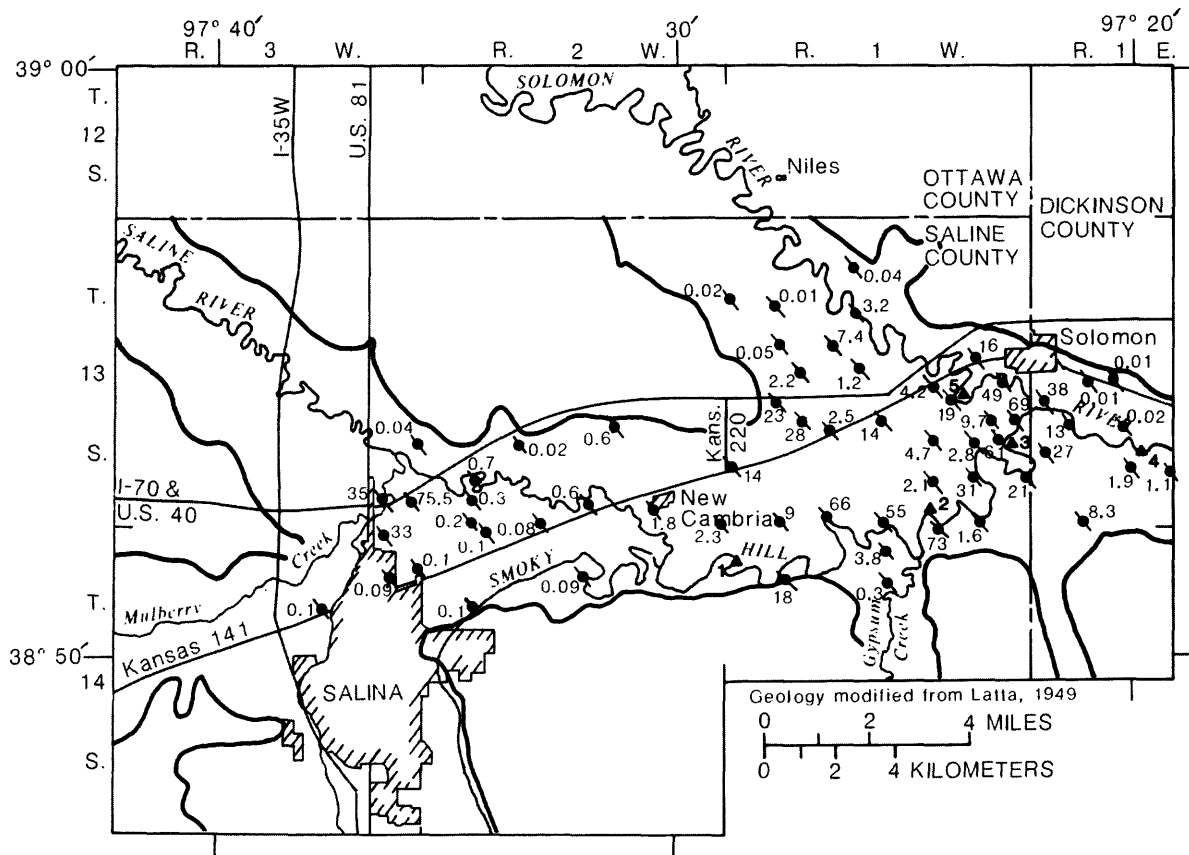 97° 40′ 30′ 97° 20′
R. 3 W. R. 2 W. R. 1 W. R. 1 E.
39° 00′
T.
12
S.
I-35W
U.S. 81
SOLOMON
RIVER
Niles
OTTAWA
COUNTY
DICKINSON
COUNTY
SALINE
COUNTY
SALINE
RIVER
T.
13
S.
0.04
0.02
0.01
3.2
7.4
0.05
16
Solomon
2.2
1.2
0.01
4.2
5
49
38
0.01
19
23
RIVER
0.02
28
2.5
14
9.7
69
13
Kans.
220
0.04
0.02
0.6
4.7
2.8
61
3
27
4
14
1.9
1.1
I-70 &
U.S. 40
35
75.5
0.7
0.3
0.6
New
Cambria
2.1
31
21
2
33
0.2
0.1
0.08
1.8
2.3
9
66
55
73
1.6
8.3
Creek
Mulberry
0.1
0.09
SMOKY
0.09
HILL
1
18
3.8
0.3
0.1
0.1
Gypsum
Creek
T.
14
S.
Kansas 141
38° 50′
SALINA
Geology modified from Latta, 1949
0 2 4 MILES
0 2 4 KILOMETERS